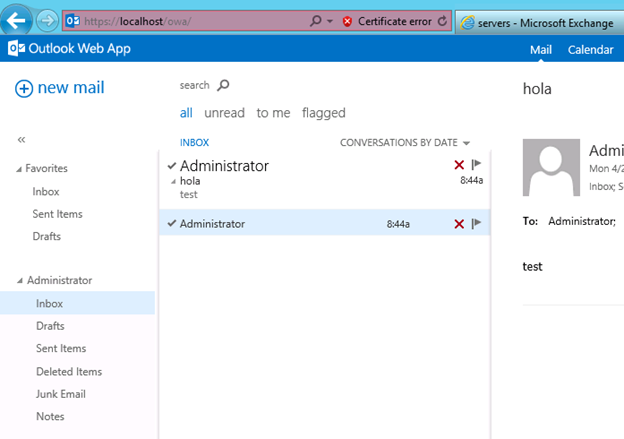 https://localhost/owa/ Certificate error servers - Microsoft Exchange
Outlook Web App Mail Calendar
new mail
search
all unread to me flagged
INBOX CONVERSATIONS BY DATE
Favorites
Inbox
Sent Items
Drafts
Administrator
Inbox
Drafts
Sent Items
Deleted Items
Junk Email
Notes
Administrator
hola 8:44a
test
Administrator 8:44a
hola
Admi
Mon 4/2
Inbox; S
To: Administrator;
test